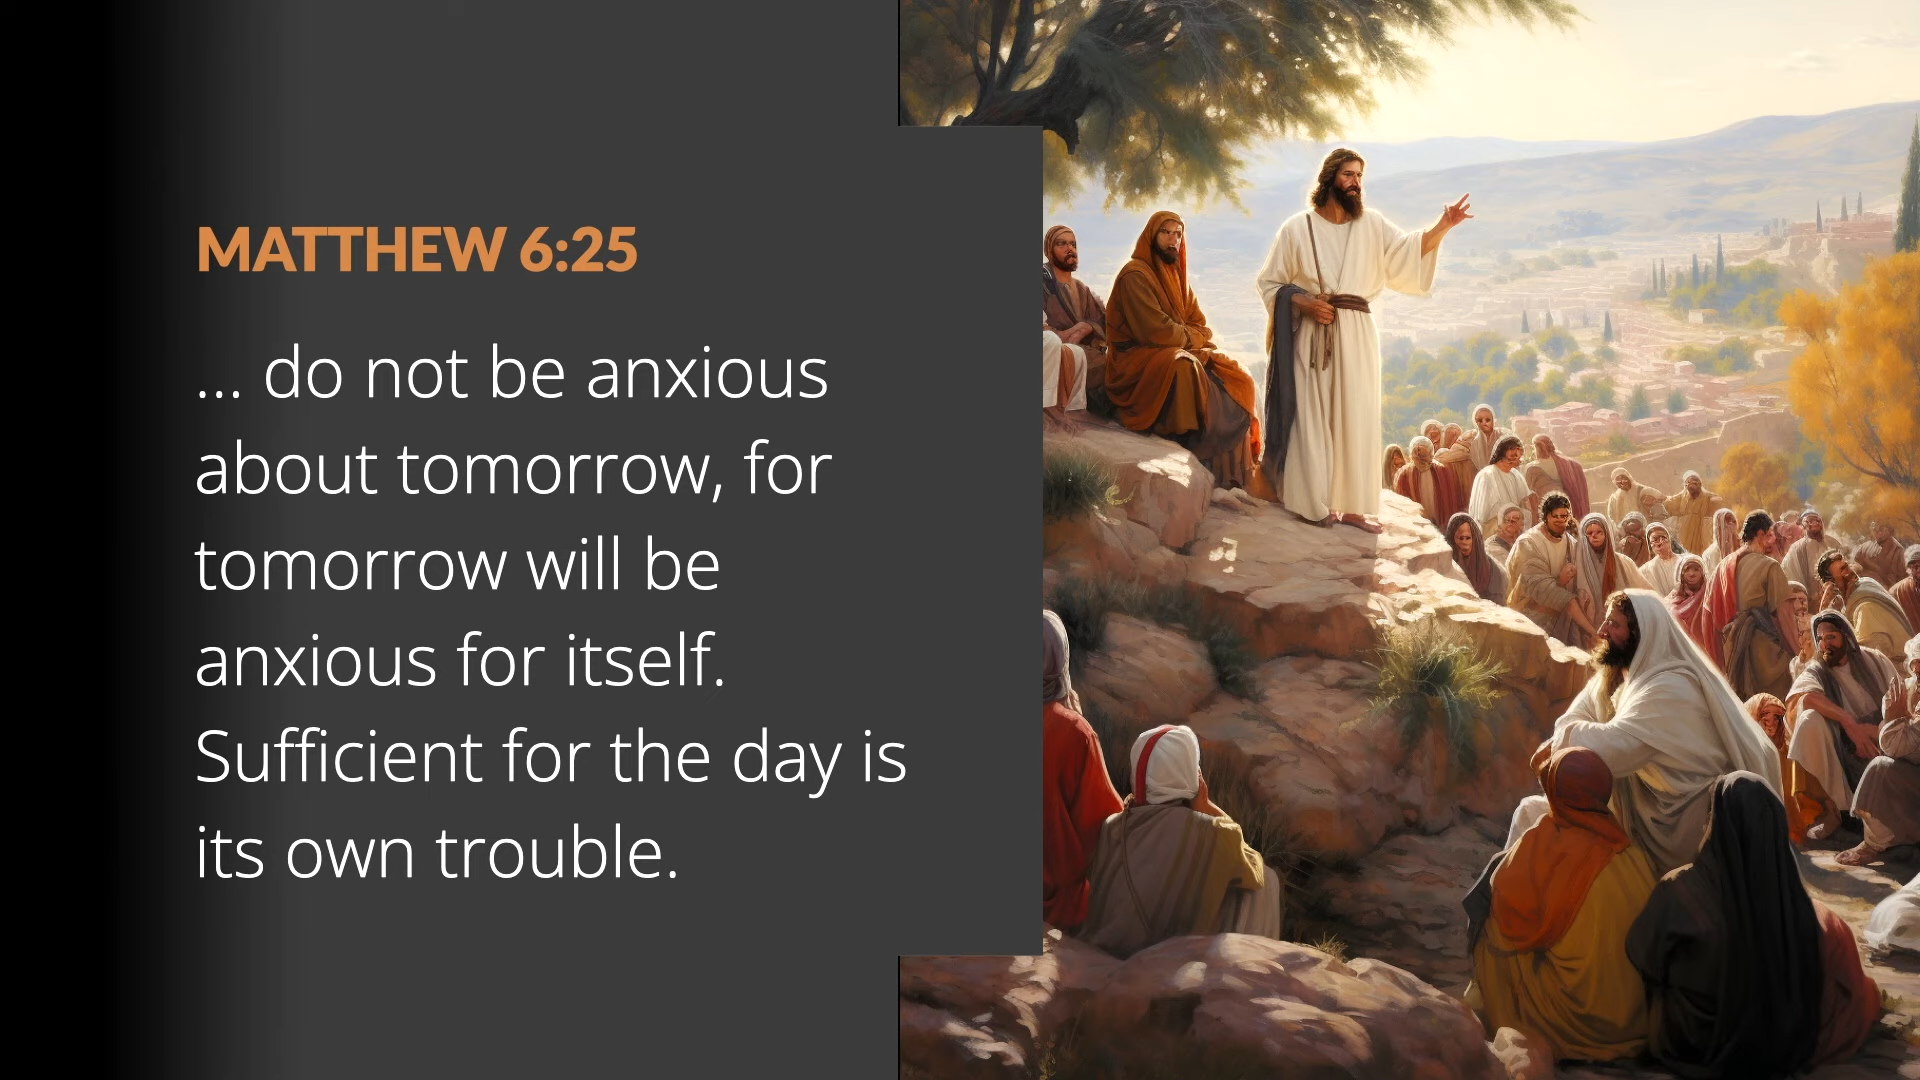 MATTHEW 6:25
... do not be anxious
about tomorrow, for
tomorrow will be
anxious for itself.
Sufficient for the day is
its own trouble.